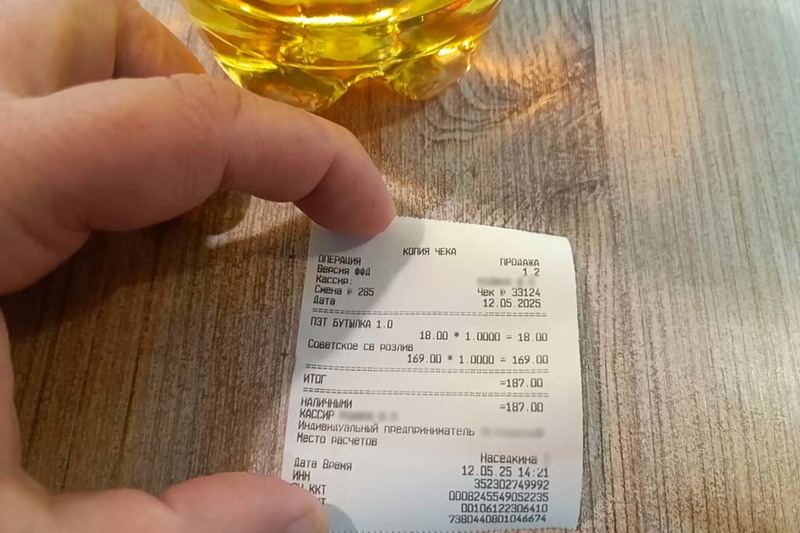 КОПИЯ ЧЕКА
ОПЕРАЦИЯ ПРОДАЖА
Версия ФФД 1 2
Кассир:
Смена № 285 Чек № 33124
Дата 12.05.2025
ПЭТ БУТЫЛКА 1.0
18.00 * 1.0000 = 18.00
Советское св розлив
169.00 * 1.0000 = 169.00
ИТОГ =187.00
НАЛИЧНЫМИ =187.00
КАССИР
Индивидуальный предприниматель
Место расчетов
Наседкина
Дата Время 12.05.25 14:21
ИНН 352302749992
ККТ 0008245549052235
00106122306410
7380440801046674